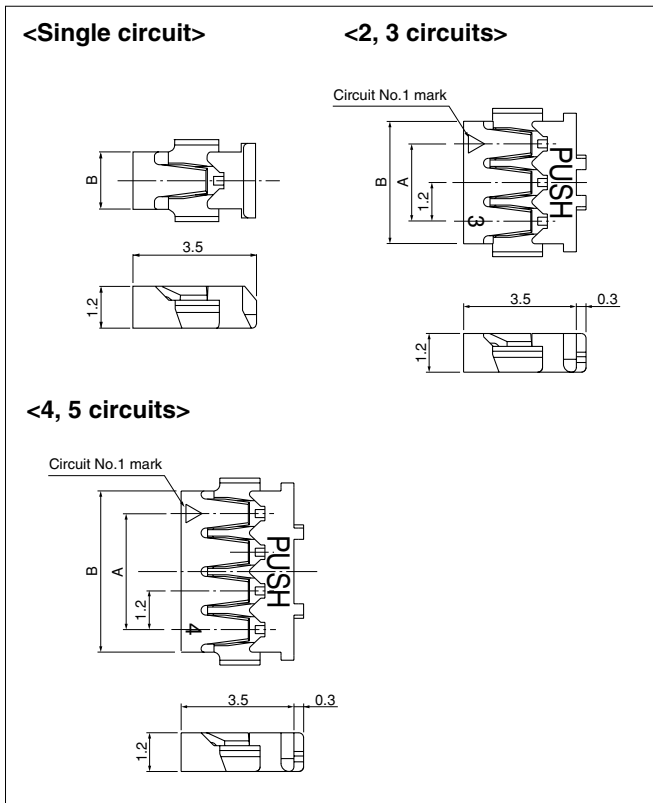 <Single circuit>
B
3.5
1.2
<2, 3 circuits>
Circuit No.1 mark
B
A
1.2
PUSH
3
3.5
0.3
1.2
<4, 5 circuits>
Circuit No.1 mark
B
A
1.2
PUSH
4
3.5
0.3
1.2